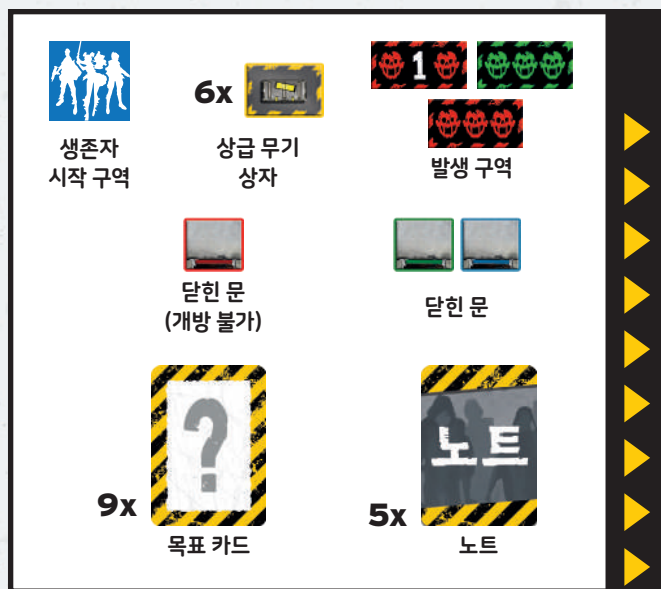 1
6x
생존자
시작 구역
상급 무기
상자
발생 구역
닫힌 문
(개방 불가)
닫힌 문
노트
9x
5x
목표 카드
노트